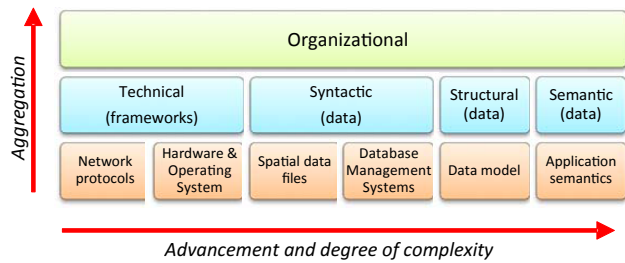 Aggregation
Organizational
Technical
(frameworks)
Syntactic
(data)
Structural
(data)
Semantic
(data)
Network
protocols
Hardware &
Operating
System
Spatial data
files
Database
Management
Systems
Data model
Application
semantics
Advancement and degree of complexity